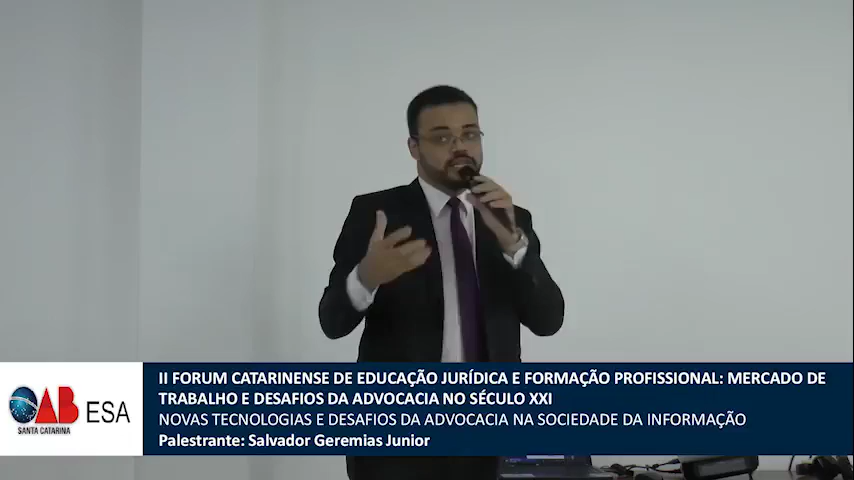 II FORUM CATARINENSE DE EDUCAÇÃO JURÍDICA E FORMAÇÃO PROFISSIONAL: MERCADO DE
TRABALHO E DESAFIOS DA ADVOCACIA NO SÉCULO XXI
NOVAS TECNOLOGIAS E DESAFIOS DA ADVOCACIA NA SOCIEDADE DA INFORMAÇÃO
Palestrante: Salvador Geremias Junior
OAB ESA
SANTA CATARINA